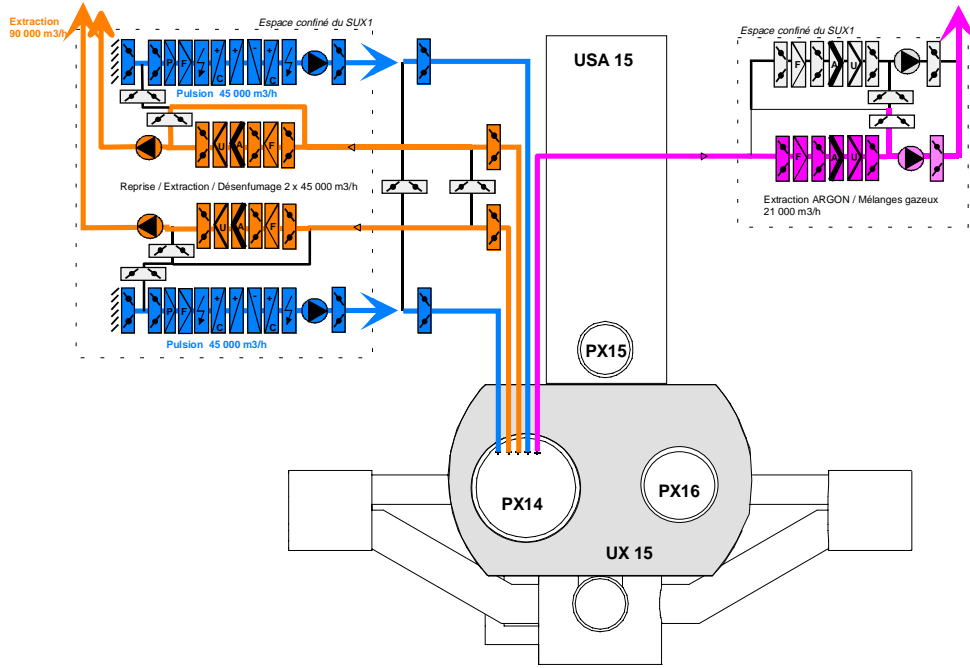 Extraction
90 000 m3/h
Espace confiné du SUX1
P F + + - + C C
Pulsion 45 000 m3/h
U A F
Reprise / Extraction / Désenfumage 2 x 45 000 m3/h
U A F
P F + + - + C C
Pulsion 45 000 m3/h
USA 15
Espace confiné du SUX1
F A U
F A U
Extraction ARGON / Mélanges gazeux
21 000 m3/h
PX15
PX14
PX16
UX 15